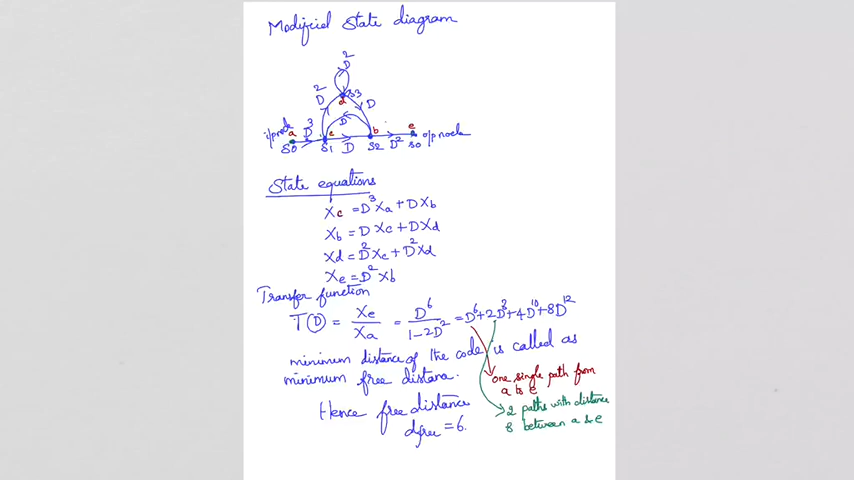 Modified State diagram
D²
D²
d
S3
D
D
i/p node
a
D³
c
b
e
o/p node
S0
S1
D
S2
D²
S0
State equations
Xc = D³Xa + DXb
Xb = D Xc + DXd
Xd = D²Xc + D²Xd
Xe = D²Xb
Transfer function
T(D) = Xe/Xa = D⁶/(1-2D²) = D⁶+2D⁸+4D¹⁰+8D¹²
minimum distance of the code is called as
minimum free distana.
one single path from
a to e
Hence free distance
dfree = 6.
2 paths with distance
8 between a & e